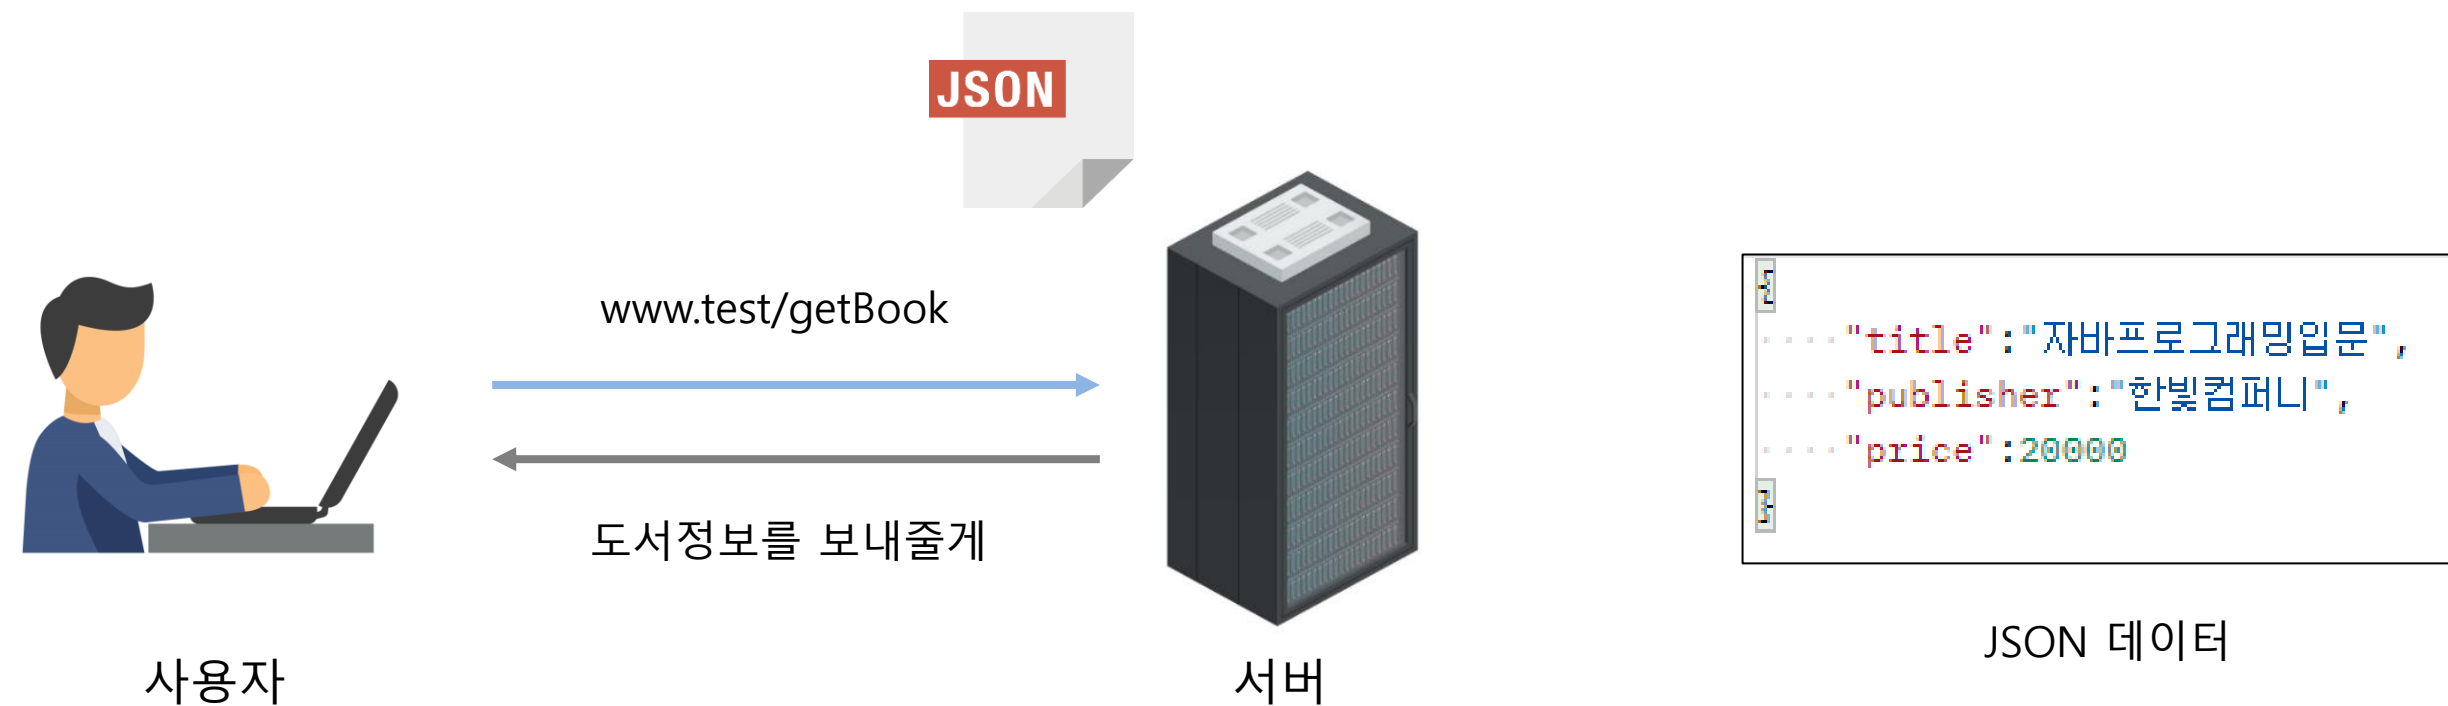 JSON
www.test/getBook
도서정보를 보내줄게
사용자
서버
{
"title":"자바프로그래밍입문",
"publisher":"한빛컴퍼니",
"price":20000
}
JSON 데이터